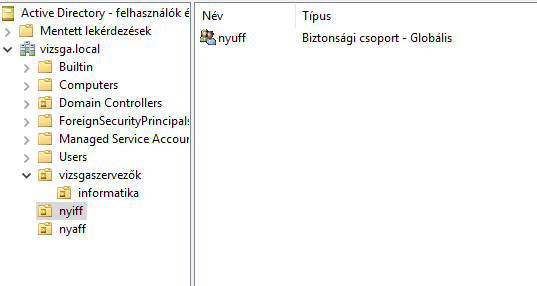 Active Directory - felhasználók é
Mentett lekérdezések
vizsga.local
Builtin
Computers
Domain Controllers
ForeignSecurityPrincipals
Managed Service Accou
Users
vizsgaszervezők
informatika
nyiff
nyaff
Név Típus
nyuff Biztonsági csoport - Globális